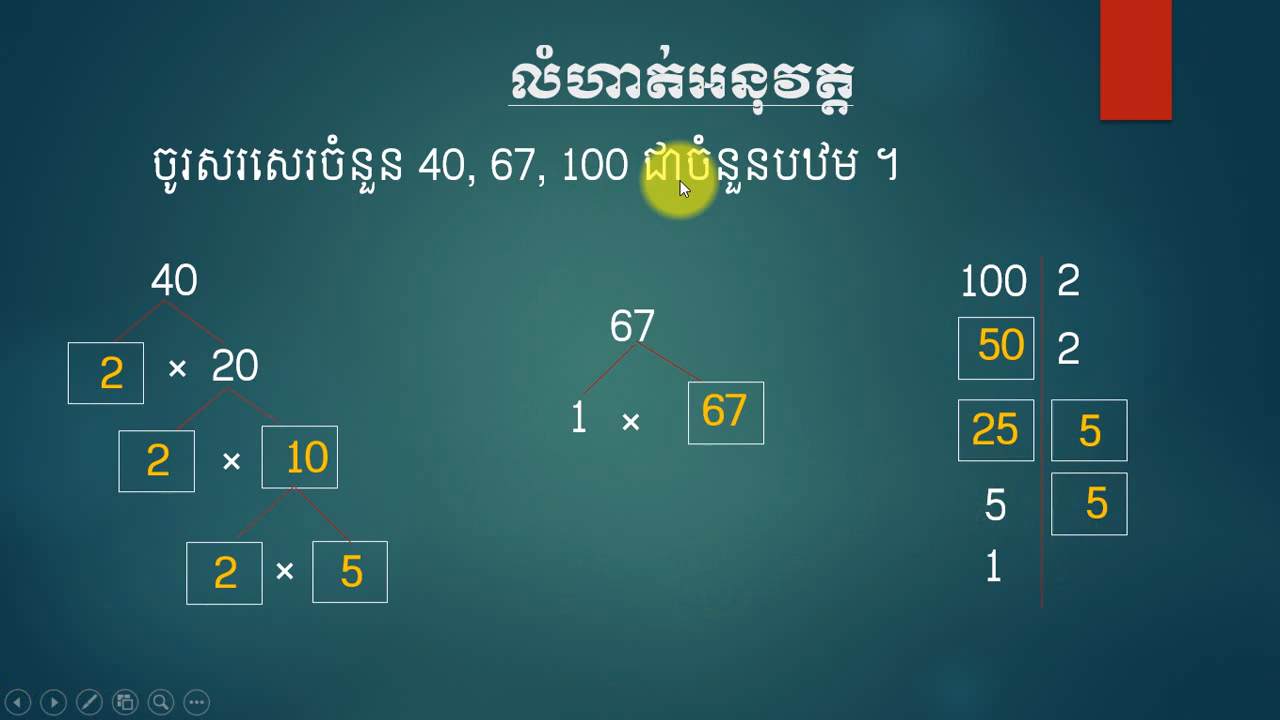 លំហាត់អនុវត្ត
ចូរសរសេរចំនួន 40, 67, 100 ជាចំនួនបឋម ។
40
2 × 20
2 × 10
2 × 5
67
1 × 67
100 2
50 2
25 5
5 5
1